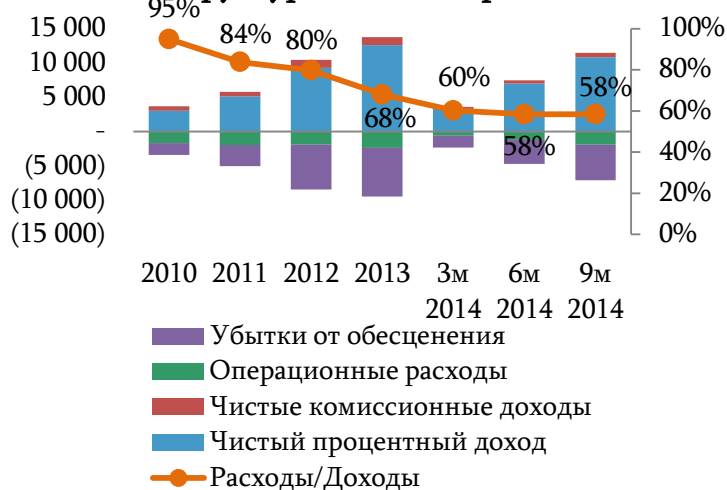 95%
15 000
84%
80%
100%
10 000
80%
5 000
60%
58%
60%
-
68%
58%
40%
(5 000)
(10 000)
20%
(15 000)
0%
2010 2011 2012 2013 3м 6м 9м
2014 2014 2014
Убытки от обесценения
Операционные расходы
Чистые комиссионные доходы
Чистый процентный доход
Расходы/Доходы